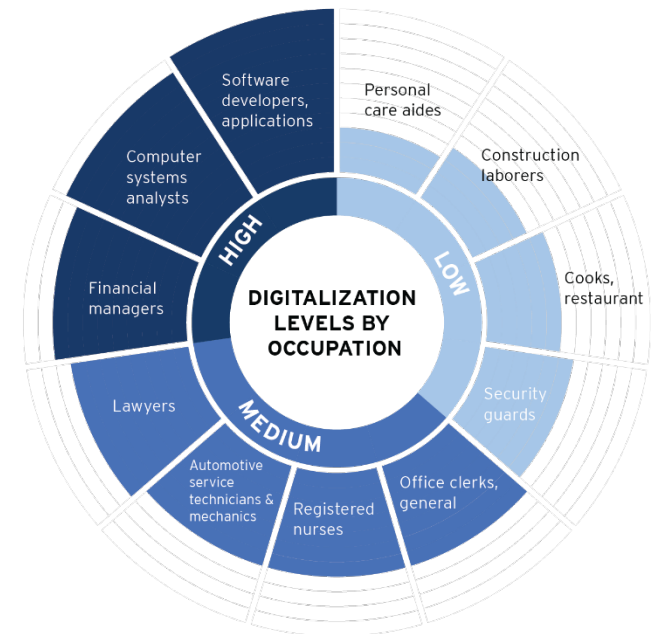 DIGITALIZATION
LEVELS BY
OCCUPATION
HIGH
LOW
MEDIUM
Software
developers,
applications
Personal
care aides
Construction
laborers
Cooks,
restaurant
Security
guards
Office clerks,
general
Registered
nurses
Automotive
service
technicians &
mechanics
Lawyers
Financial
managers
Computer
systems
analysts